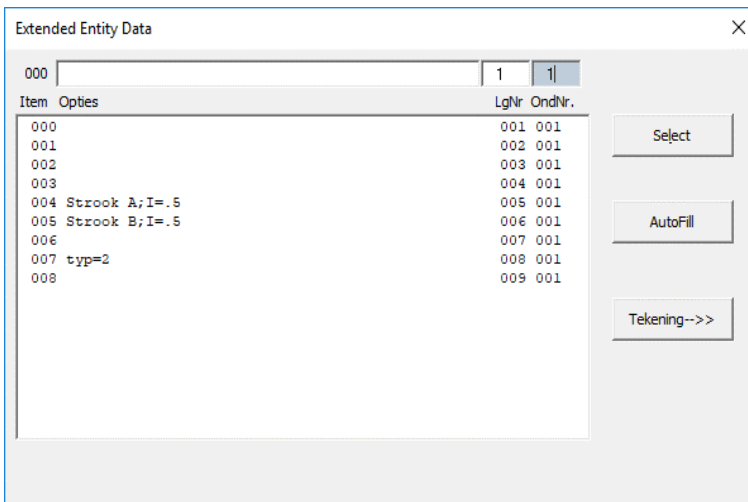 Extended Entity Data
000 1 1
Item Opties LgNr OndNr.
000 001 001
001 002 001
002 003 001
003 004 001
004 Strook A;I=.5 005 001
005 Strook B;I=.5 006 001
006 007 001
007 typ=2 008 001
008 009 001
Select
AutoFill
Tekening-->>